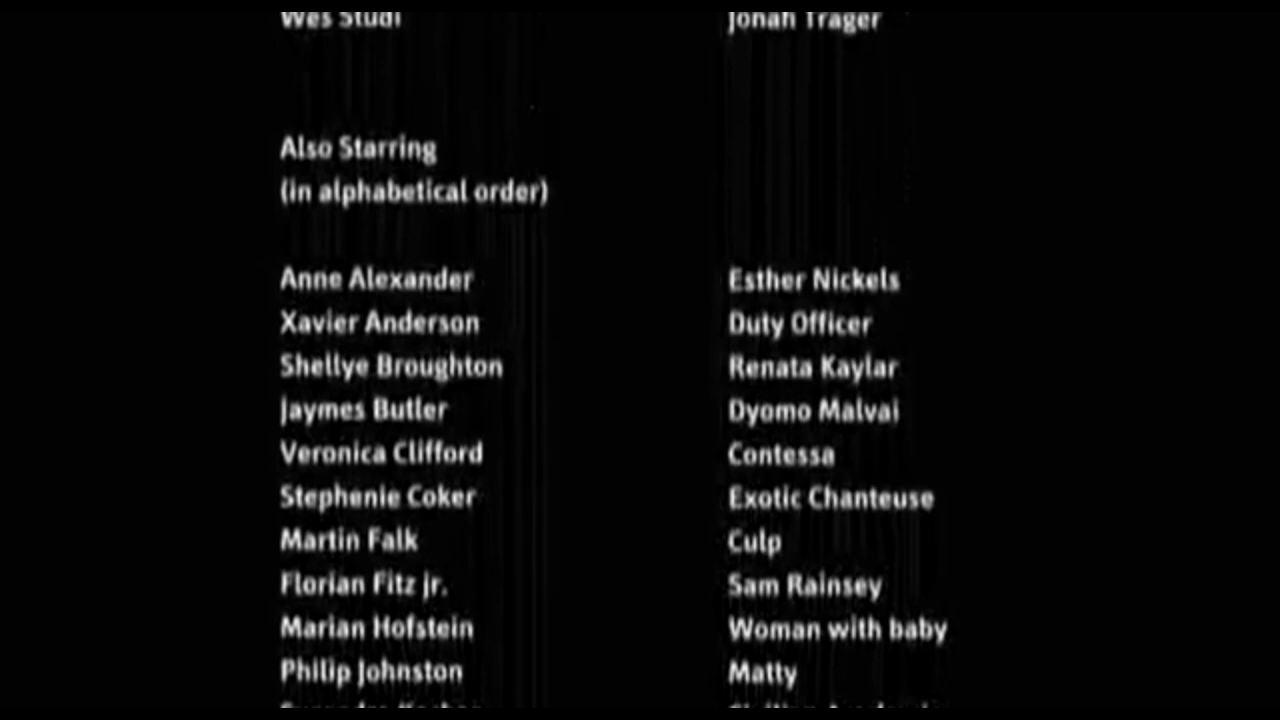 Wes Studi Jonah Trager
Also Starring
(in alphabetical order)
Anne Alexander Esther Nickels
Xavier Anderson Duty Officer
Shellye Broughton Renata Kaylar
Jaymes Butler Dyomo Malvai
Veronica Clifford Contessa
Stephenie Coker Exotic Chanteuse
Martin Falk Culp
Florian Fitz jr. Sam Rainsey
Marian Hofstein Woman with baby
Philip Johnston Matty